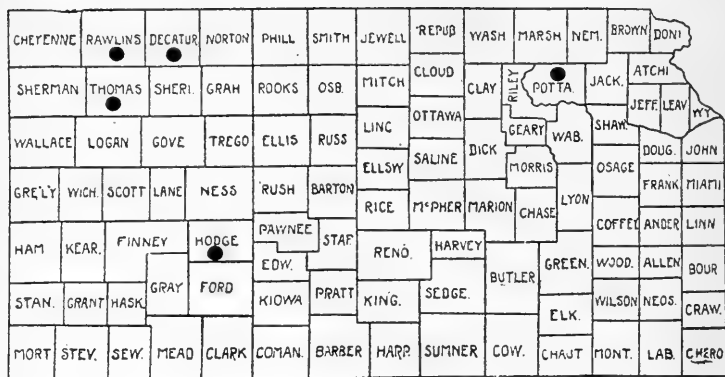 CHEYENNE RAWLINS DECATUR NORTON PHILL SMITH JEWELL REPUB WASH MARSH NEM. BROWN DONI
SHERMAN THOMAS SHERI. GRAH ROOKS OSB. MITCH CLOUD CLAY RILEY POTTA. JACK. ATCHI
OTTAWA JEFF. LEAV WY
WALLACE LOGAN GOVE TREGO ELLIS RUSS LINC SALINE DICK GEARY WAB. SHAW. DOUG. JOHN
ELLSW MORRIS OSAGE
GRE'LY WICH. SCOTT LANE NESS RUSH BARTON RICE McPHER MARION CHASE LYON FRANK MIAMI
HAM KEAR. FINNEY HODGE PAWNEE STAF. RENO. HARVEY COFFEY ANDER LINN
EDW. BUTLER GREEN. WOOD. ALLEN BOUR
STAN. GRANT HASK. GRAY FORD KIOWA PRATT KING. SEDGE. ELK. WILSON NEOS. CRAW.
MORT STEV. SEW. MEAD CLARK COMAN. BARBER HARP. SUMNER COW. CHAUT MONT. LAB. CHERO